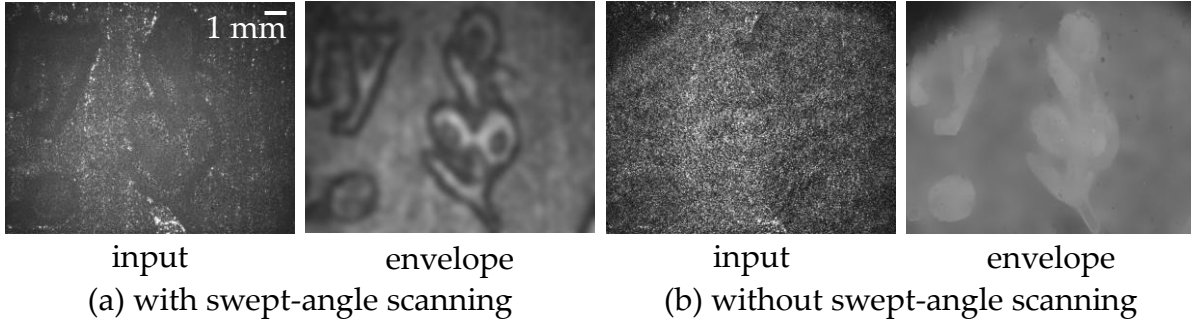 1 mm
input envelope input envelope
(a) with swept-angle scanning (b) without swept-angle scanning